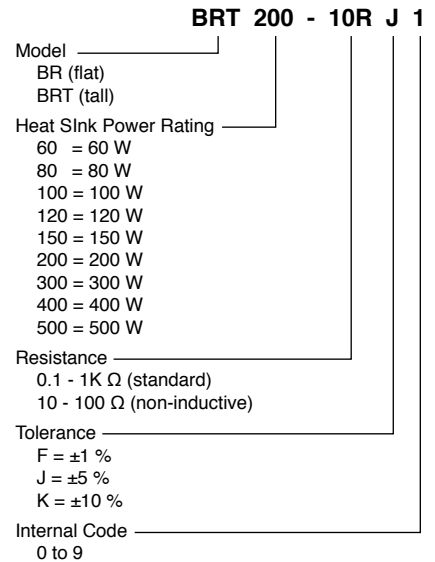 BRT 200 - 10R J 1
Model
BR (flat)
BRT (tall)
Heat SInk Power Rating
60 = 60 W
80 = 80 W
100 = 100 W
120 = 120 W
150 = 150 W
200 = 200 W
300 = 300 W
400 = 400 W
500 = 500 W
Resistance
0.1 - 1K Ω (standard)
10 - 100 Ω (non-inductive)
Tolerance
F = ±1 %
J = ±5 %
K = ±10 %
Internal Code
0 to 9